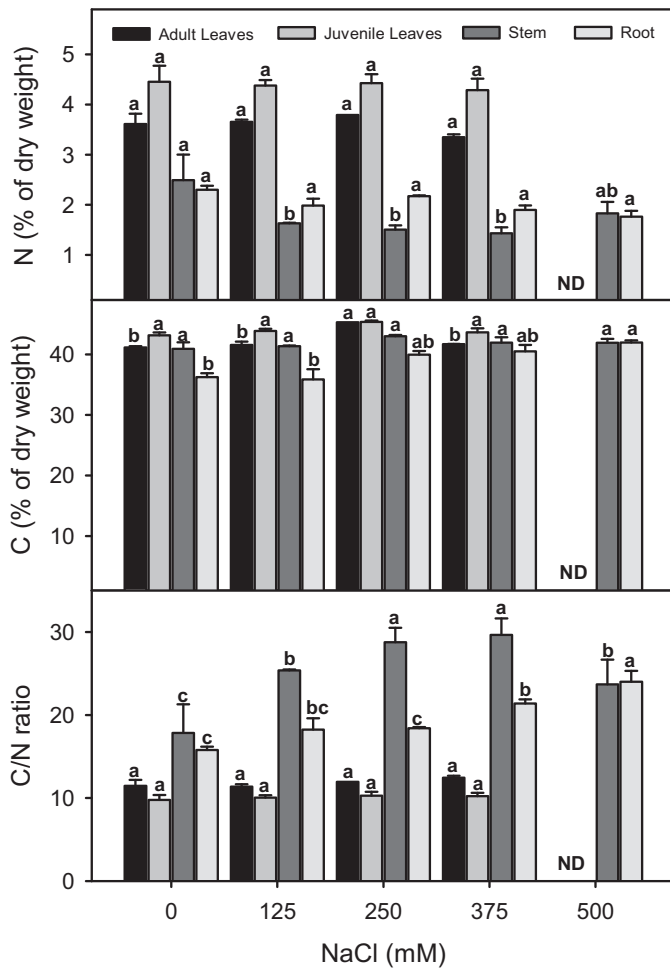 Adult Leaves Juvenile Leaves Stem Root
N (% of dry weight)
5
4
3
2
1
a a a a
a a b a
a a b a
a a b a
ND ab a
C (% of dry weight)
40
30
20
10
b a a b
b a a b
a a a ab
b a a ab
ND a a
C/N ratio
30
20
10
0
a a c c
a a b bc
a a a c
a a a b
ND b a
0 125 250 375 500
NaCl (mM)